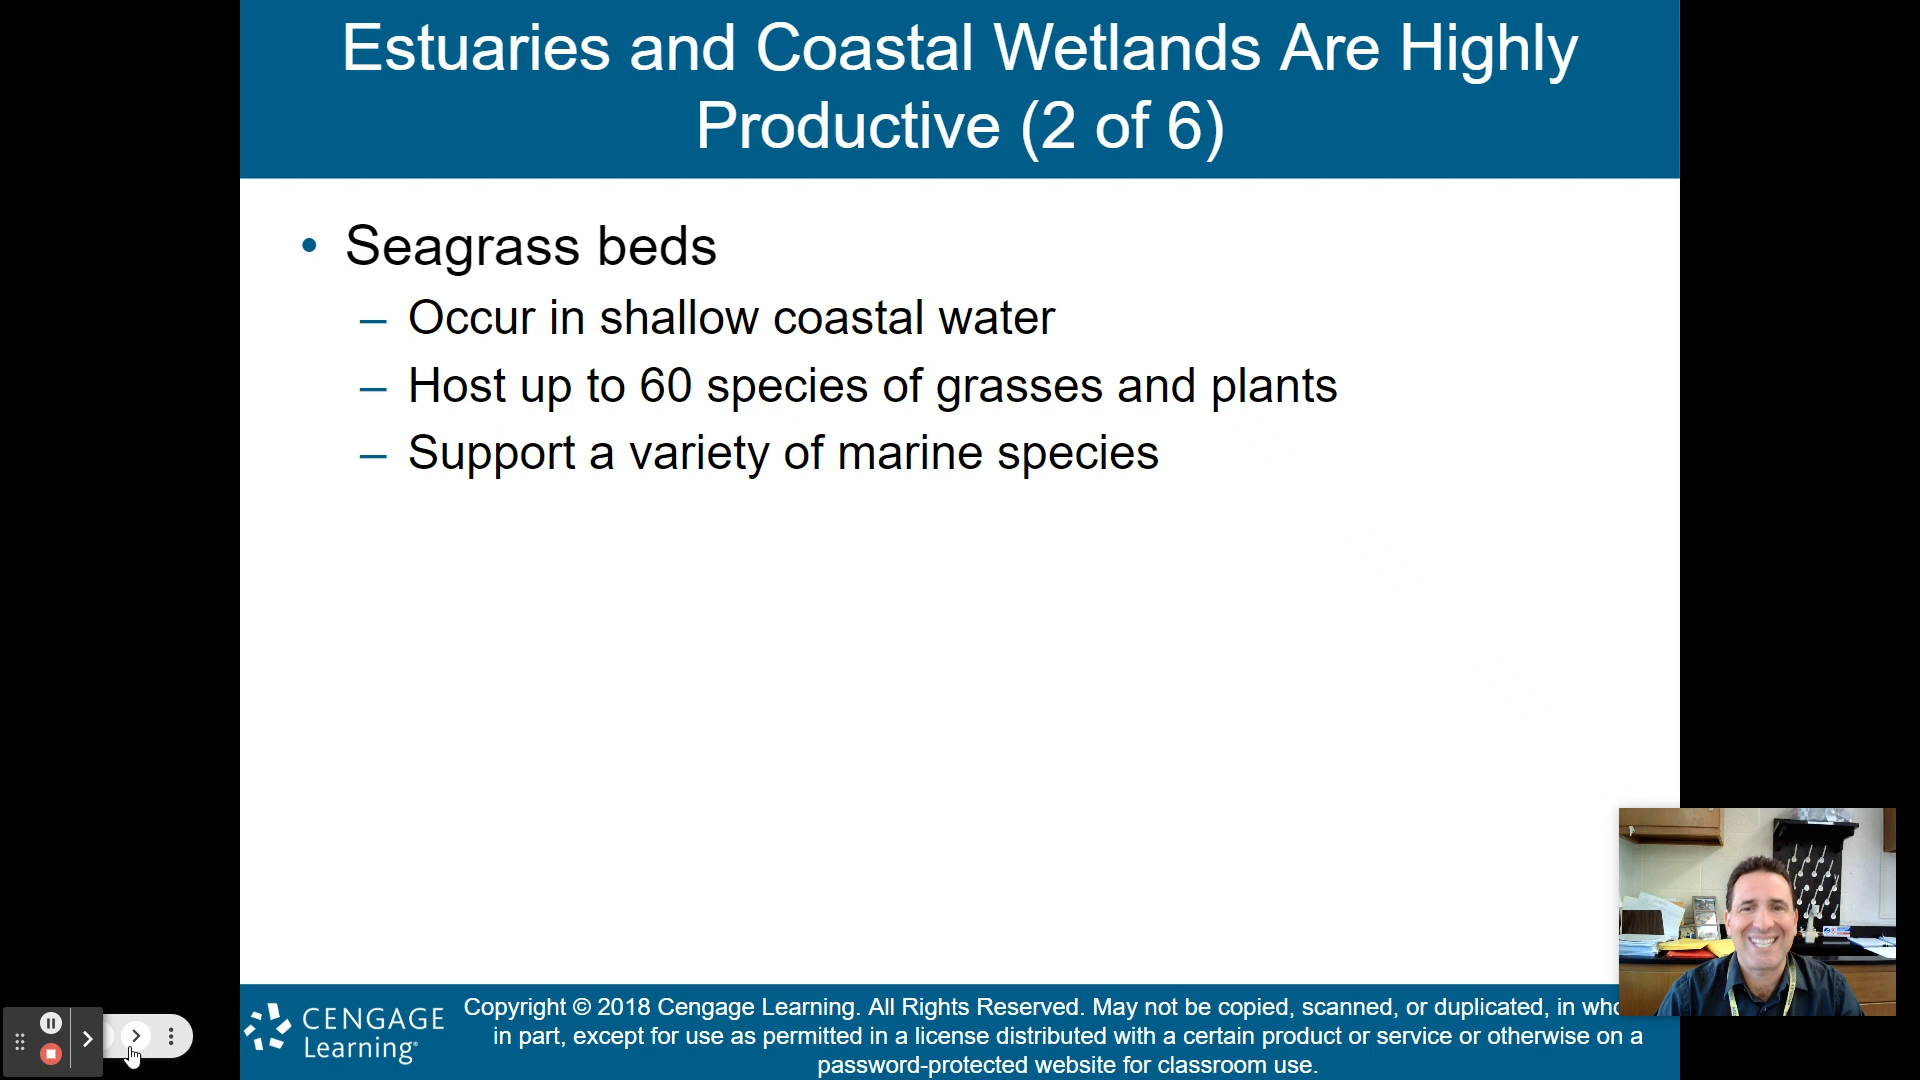 Estuaries and Coastal Wetlands Are Highly
Productive (2 of 6)
• Seagrass beds
– Occur in shallow coastal water
– Host up to 60 species of grasses and plants
– Support a variety of marine species
CENGAGE
Learning®
Copyright © 2018 Cengage Learning. All Rights Reserved. May not be copied, scanned, or duplicated, in
in part, except for use as permitted in a license distributed with a certain product or service or otherwise on a
password-protected website for classroom use.